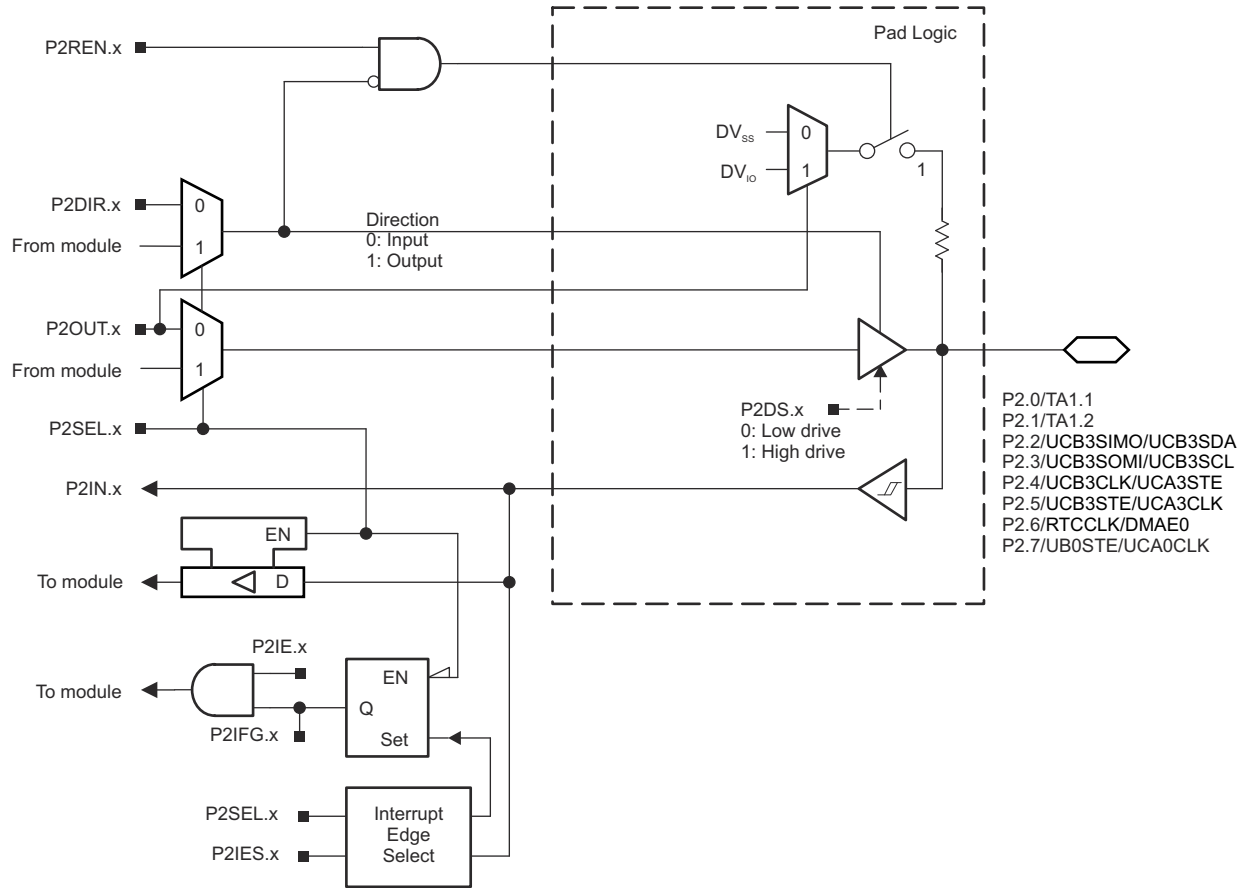 Pad Logic
P2REN.x
DVSS
0
DVIO
1
1
P2DIR.x
0
From module
1
Direction
0: Input
1: Output
P2OUT.x
0
From module
1
P2DS.x
0: Low drive
1: High drive
P2SEL.x
P2.0/TA1.1
P2.1/TA1.2
P2.2/UCB3SIMO/UCB3SDA
P2.3/UCB3SOMI/UCB3SCL
P2.4/UCB3CLK/UCA3STE
P2.5/UCB3STE/UCA3CLK
P2.6/RTCCLK/DMAE0
P2.7/UB0STE/UCA0CLK
P2IN.x
EN
To module
D
P2IE.x
EN
To module
Q
P2IFG.x
Set
P2SEL.x
Interrupt
Edge
Select
P2IES.x